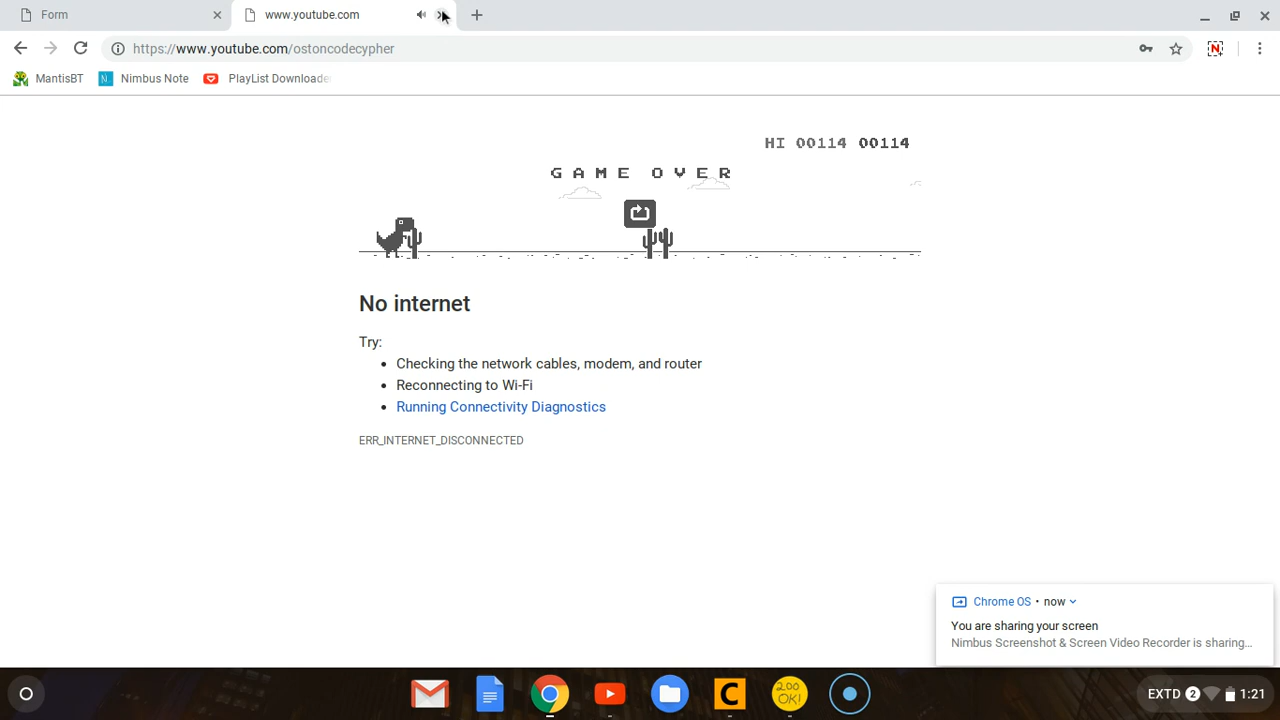 Form
www.youtube.com
https://www.youtube.com/ostoncodecypher
MantisBT
Nimbus Note
PlayList Downloade
HI 00114 00114
GAME OVER
No internet
Try:
• Checking the network cables, modem, and router
• Reconnecting to Wi-Fi
• Running Connectivity Diagnostics
ERR_INTERNET_DISCONNECTED
Chrome OS • now
You are sharing your screen
Nimbus Screenshot & Screen Video Recorder is sharing...
200 OK!
EXTD 2 1:21